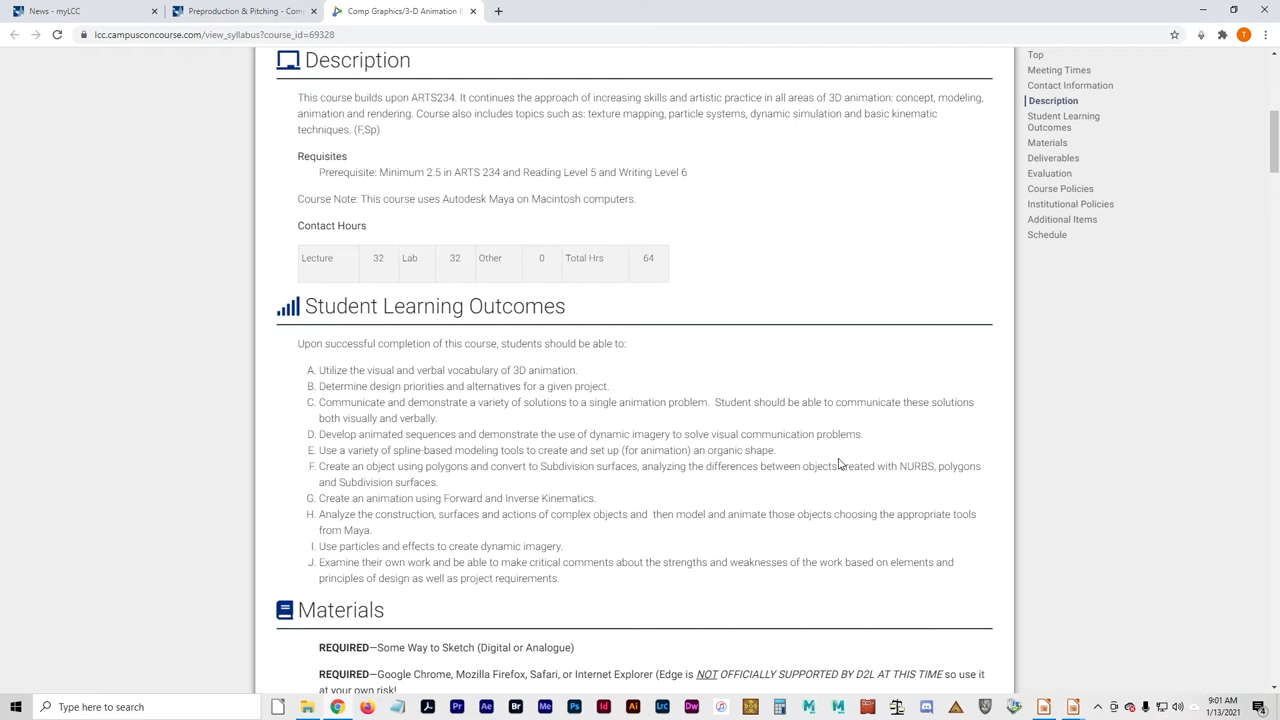 News - myLCC
Preproduction & Pitching - Comp
Comp Graphics/3-D Animation II
lcc.campusconcourse.com/view_syllabus?course_id=69328
T
Description
This course builds upon ARTS234. It continues the approach of increasing skills and artistic practice in all areas of 3D animation: concept, modeling,
animation and rendering. Course also includes topics such as: texture mapping, particle systems, dynamic simulation and basic kinematic
techniques. (F,Sp)
Requisites
Prerequisite: Minimum 2.5 in ARTS 234 and Reading Level 5 and Writing Level 6
Course Note: This course uses Autodesk Maya on Macintosh computers.
Contact Hours
Lecture 32 Lab 32 Other 0 Total Hrs 64
Student Learning Outcomes
Upon successful completion of this course, students should be able to:
A. Utilize the visual and verbal vocabulary of 3D animation.
B. Determine design priorities and alternatives for a given project.
C. Communicate and demonstrate a variety of solutions to a single animation problem. Student should be able to communicate these solutions
both visually and verbally.
D. Develop animated sequences and demonstrate the use of dynamic imagery to solve visual communication problems.
E. Use a variety of spline-based modeling tools to create and set up (for animation) an organic shape.
F. Create an object using polygons and convert to Subdivision surfaces, analyzing the differences between objects created with NURBS, polygons
and Subdivision surfaces.
G. Create an animation using Forward and Inverse Kinematics.
H. Analyze the construction, surfaces and actions of complex objects and then model and animate those objects choosing the appropriate tools
from Maya.
I. Use particles and effects to create dynamic imagery.
J. Examine their own work and be able to make critical comments about the strengths and weaknesses of the work based on elements and
principles of design as well as project requirements.
Materials
REQUIRED—Some Way to Sketch (Digital or Analogue)
REQUIRED—Google Chrome, Mozilla Firefox, Safari, or Internet Explorer (Edge is NOT OFFICIALLY SUPPORTED BY D2L AT THIS TIME so use it
at your own risk!
Top
Meeting Times
Contact Information
Description
Student Learning
Outcomes
Materials
Deliverables
Evaluation
Course Policies
Institutional Policies
Additional Items
Schedule
Type here to search
Pr
Ae
Br
Me
Ps
Id
Ai
Lrc
Dw
9:01 AM
1/13/2021